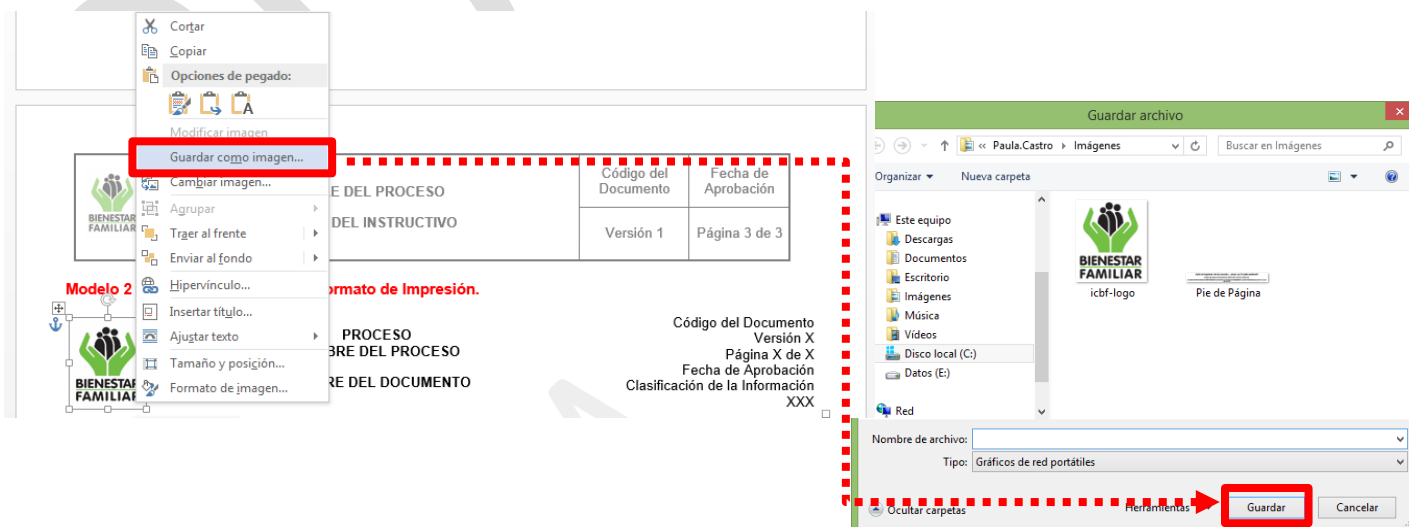 Cortar
Copiar
Opciones de pegado:
Modificar imagen
Guardar como imagen...
Cambiar imagen...
Agrupar
Traer al frente
Enviar al fondo
Hipervínculo...
Insertar título...
Ajustar texto
Tamaño y posición...
Formato de imagen...
BIENESTAR
FAMILIAR
E DEL PROCESO
DEL INSTRUCTIVO
Código del
Documento
Fecha de
Aprobación
Versión 1
Página 3 de 3
Modelo 2
ormato de Impresión.
BIENESTAR
FAMILIAR
PROCESO
BRE DEL PROCESO
RE DEL DOCUMENTO
Código del Documento
Versión X
Página X de X
Fecha de Aprobación
Clasificación de la Información
XXX
Guardar archivo
« Paula.Castro Imágenes
Buscar en Imágenes
Organizar
Nueva carpeta
Este equipo
Descargas
Documentos
Escritorio
Imágenes
Música
Vídeos
Disco local (C:)
Datos (E:)
Red
BIENESTAR
FAMILIAR
icbf-logo
Pie de Página
Nombre de archivo:
Tipo: Gráficos de red portátiles
Ocultar carpetas
Herramientas
Guardar
Cancelar